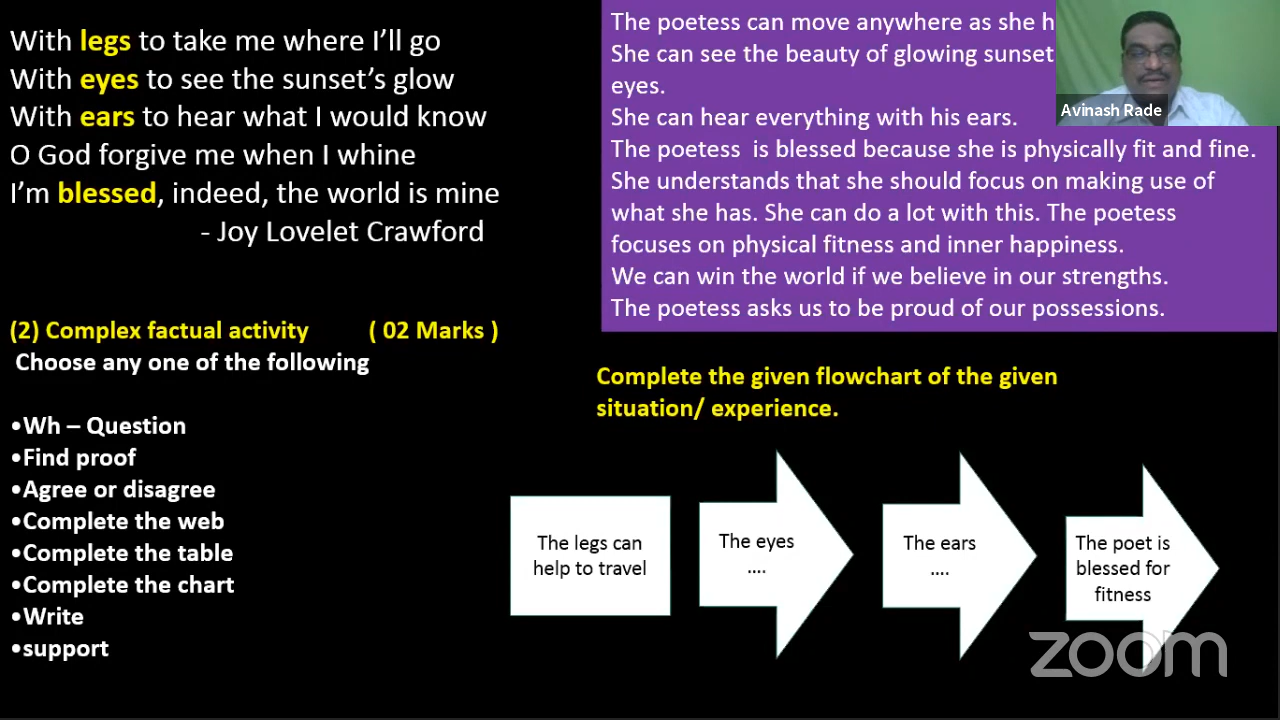 With legs to take me where I'll go
With eyes to see the sunset's glow
With ears to hear what I would know
O God forgive me when I whine
I'm blessed, indeed, the world is mine
- Joy Lovelet Crawford
(2) Complex factual activity ( 02 Marks )
Choose any one of the following
•Wh – Question
•Find proof
•Agree or disagree
•Complete the web
•Complete the table
•Complete the chart
•Write
•support
The poetess can move anywhere as she
She can see the beauty of glowing sunset
eyes.
She can hear everything with his ears.
The poetess is blessed because she is physically fit and fine.
She understands that she should focus on making use of
what she has. She can do a lot with this. The poetess
focuses on physical fitness and inner happiness.
We can win the world if we believe in our strengths.
The poetess asks us to be proud of our possessions.
Avinash Rade
Complete the given flowchart of the given
situation/ experience.
The legs can
help to travel
The eyes
....
The ears
....
The poet is
blessed for
fitness
zoom